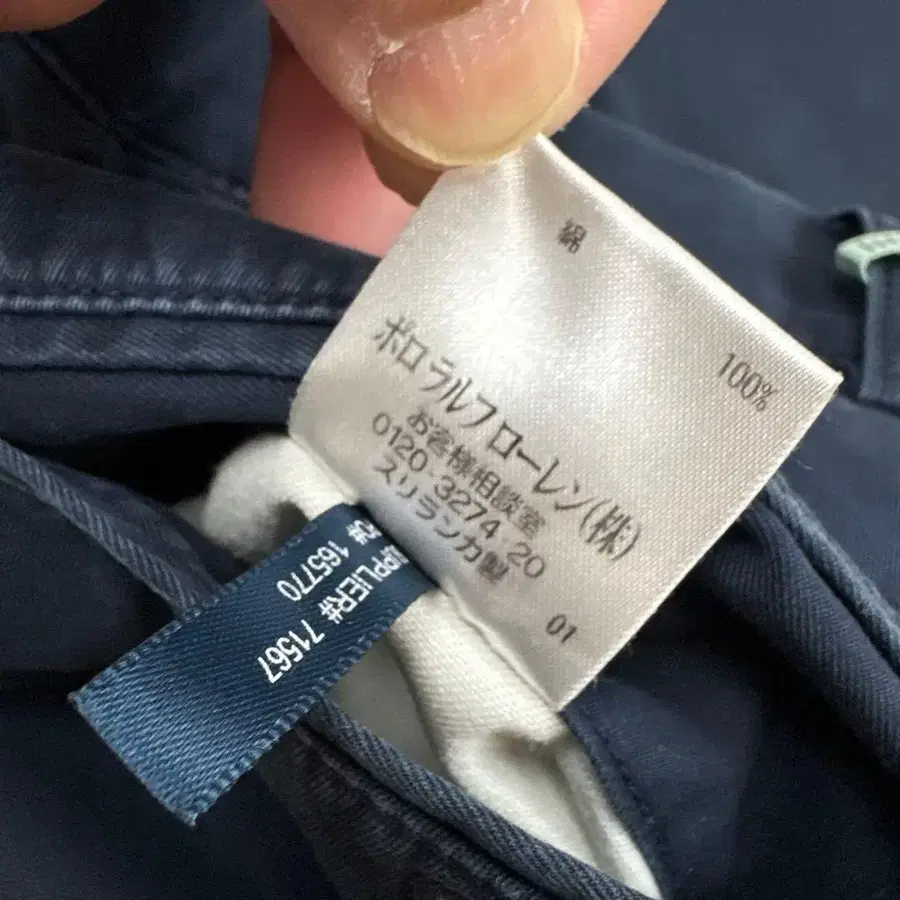 綿 100%
ポロ ラルフ ローレン(株)
お客様相談室
0120-3274-20
スリランカ製
01
PO# 165770
SUPPLIER# 71567